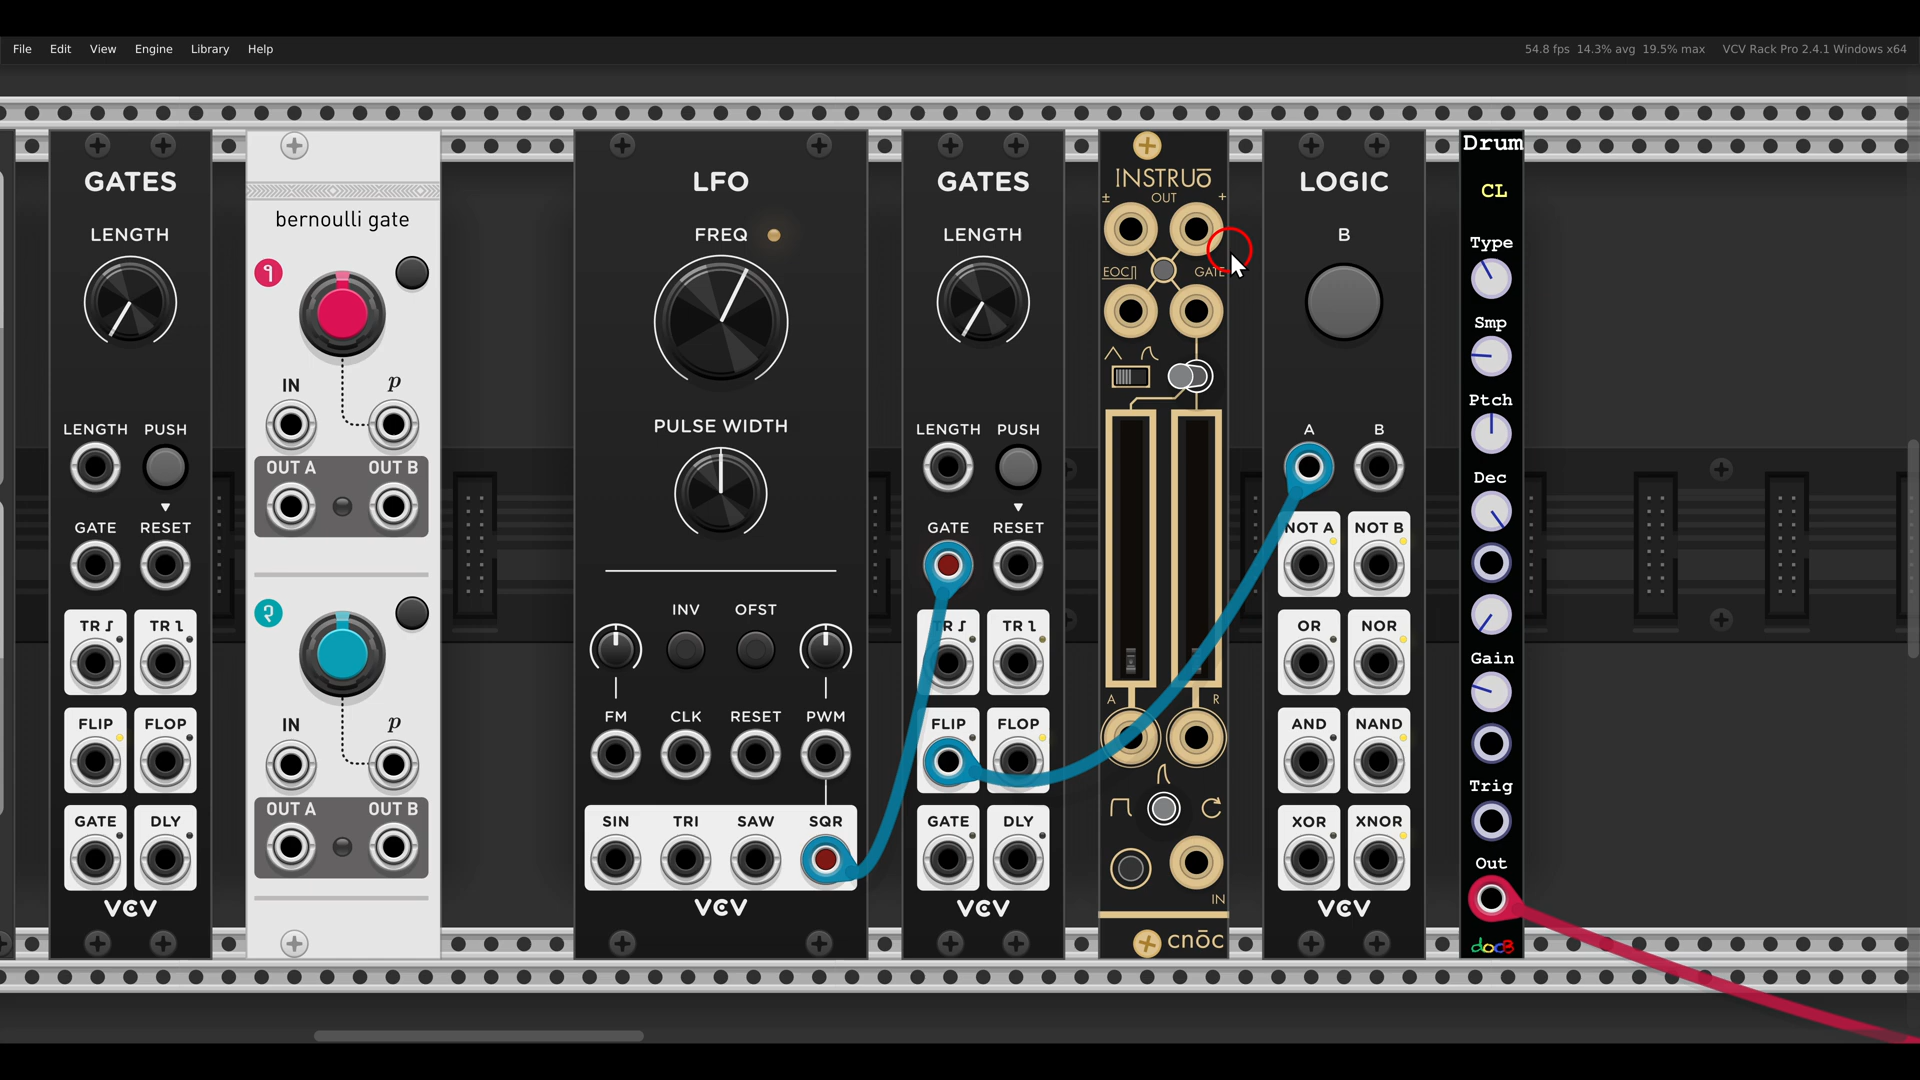 File Edit View Engine Library Help
54.8 fps 14.3% avg 19.5% max VCV Rack Pro 2.4.1 Windows x64
GATES
LENGTH
LENGTH PUSH
GATE RESET
TR TR
FLIP FLOP
GATE DLY
VCV
bernoulli gate
१
IN p
OUT A OUT B
२
IN p
OUT A OUT B
LFO
FREQ
PULSE WIDTH
INV OFST
FM CLK RESET PWM
SIN TRI SAW SQR
VCV
GATES
LENGTH
LENGTH PUSH
GATE RESET
TR TR
FLIP FLOP
GATE DLY
VCV
INSTRUŌ
± OUT +
EOC GATE
A R
IN
cnōc
LOGIC
B
A B
NOT A NOT B
OR NOR
AND NAND
XOR XNOR
VCV
Drum
CL
Type
Smp
Ptch
Dec
Gain
Trig
Out
docB